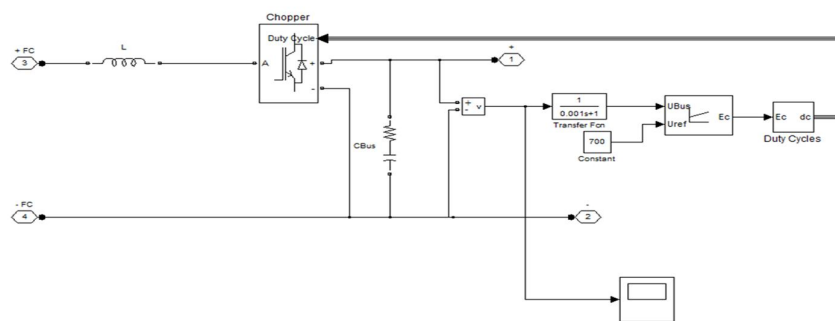 Chopper
Duty Cycle
+ FC
3
L
A
+
-
+
1
+
-
v
1
0.001s+1
Transfer Fcn
700
Constant
UBus
Uref
Ec
Ec
dc
Duty Cycles
CBus
- FC
4
-
2